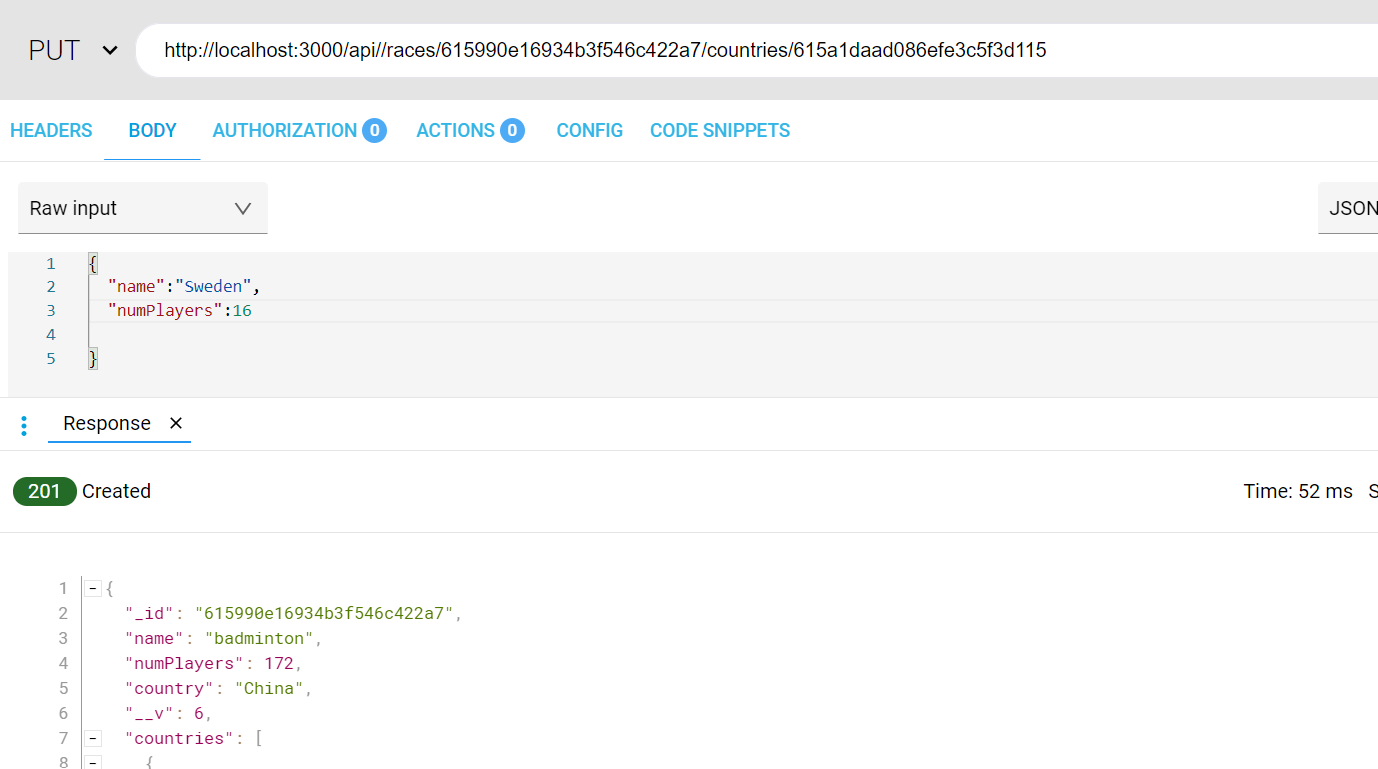 PUT http://localhost:3000/api//races/615990e16934b3f546c422a7/countries/615a1daad086efe3c5f3d115
HEADERS BODY AUTHORIZATION 0 ACTIONS 0 CONFIG CODE SNIPPETS
Raw input JSON
1 {
2 "name":"Sweden",
3 "numPlayers":16
4
5 }
Response ×
201 Created Time: 52 ms S
1 - {
2 "_id": "615990e16934b3f546c422a7",
3 "name": "badminton",
4 "numPlayers": 172,
5 "country": "China",
6 "__v": 6,
7 - "countries": [
8 - {